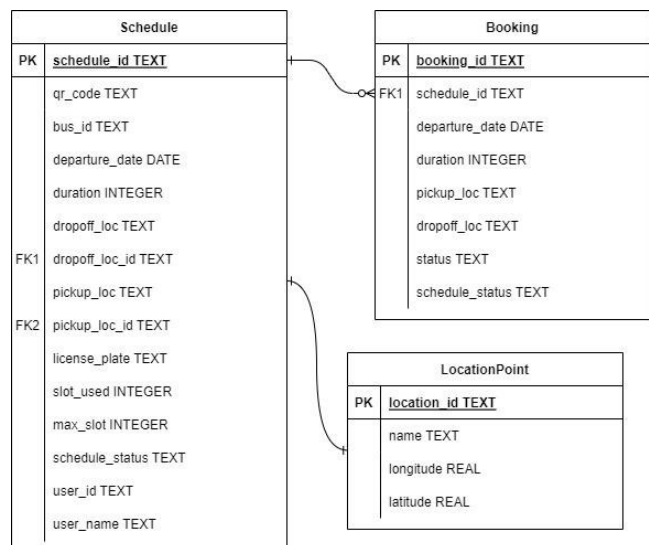 Schedule
PK schedule_id TEXT
qr_code TEXT
bus_id TEXT
departure_date DATE
duration INTEGER
dropoff_loc TEXT
FK1 dropoff_loc_id TEXT
pickup_loc TEXT
FK2 pickup_loc_id TEXT
license_plate TEXT
slot_used INTEGER
max_slot INTEGER
schedule_status TEXT
user_id TEXT
user_name TEXT
Booking
PK booking_id TEXT
FK1 schedule_id TEXT
departure_date DATE
duration INTEGER
pickup_loc TEXT
dropoff_loc TEXT
status TEXT
schedule_status TEXT
LocationPoint
PK location_id TEXT
name TEXT
longitude REAL
latitude REAL